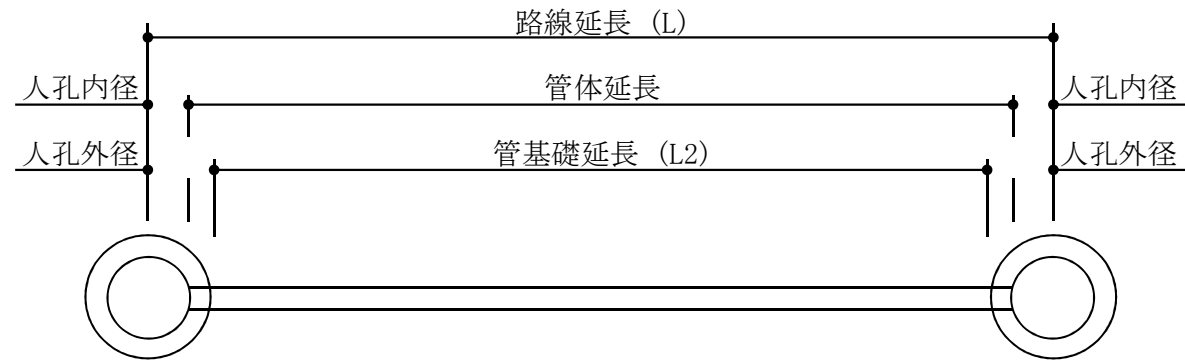 路線延長 (L)
人孔内径
管体延長
人孔内径
人孔外径
管基礎延長 (L2)
人孔外径